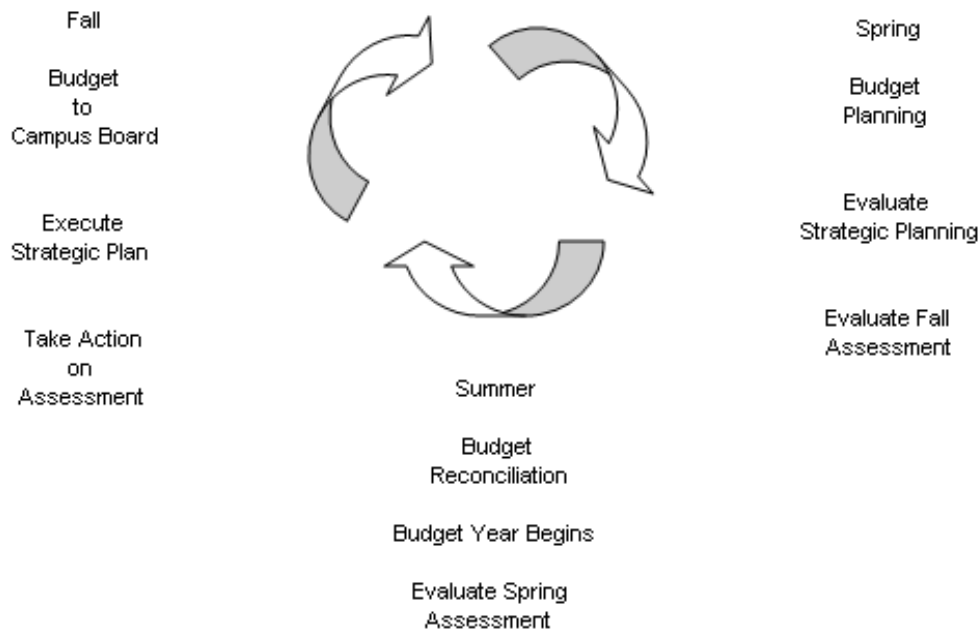 Fall
Budget
to
Campus Board
Execute
Strategic Plan
Take Action
on
Assessment
Spring
Budget
Planning
Evaluate
Strategic Planning
Evaluate Fall
Assessment
Summer
Budget
Reconciliation
Budget Year Begins
Evaluate Spring
Assessment